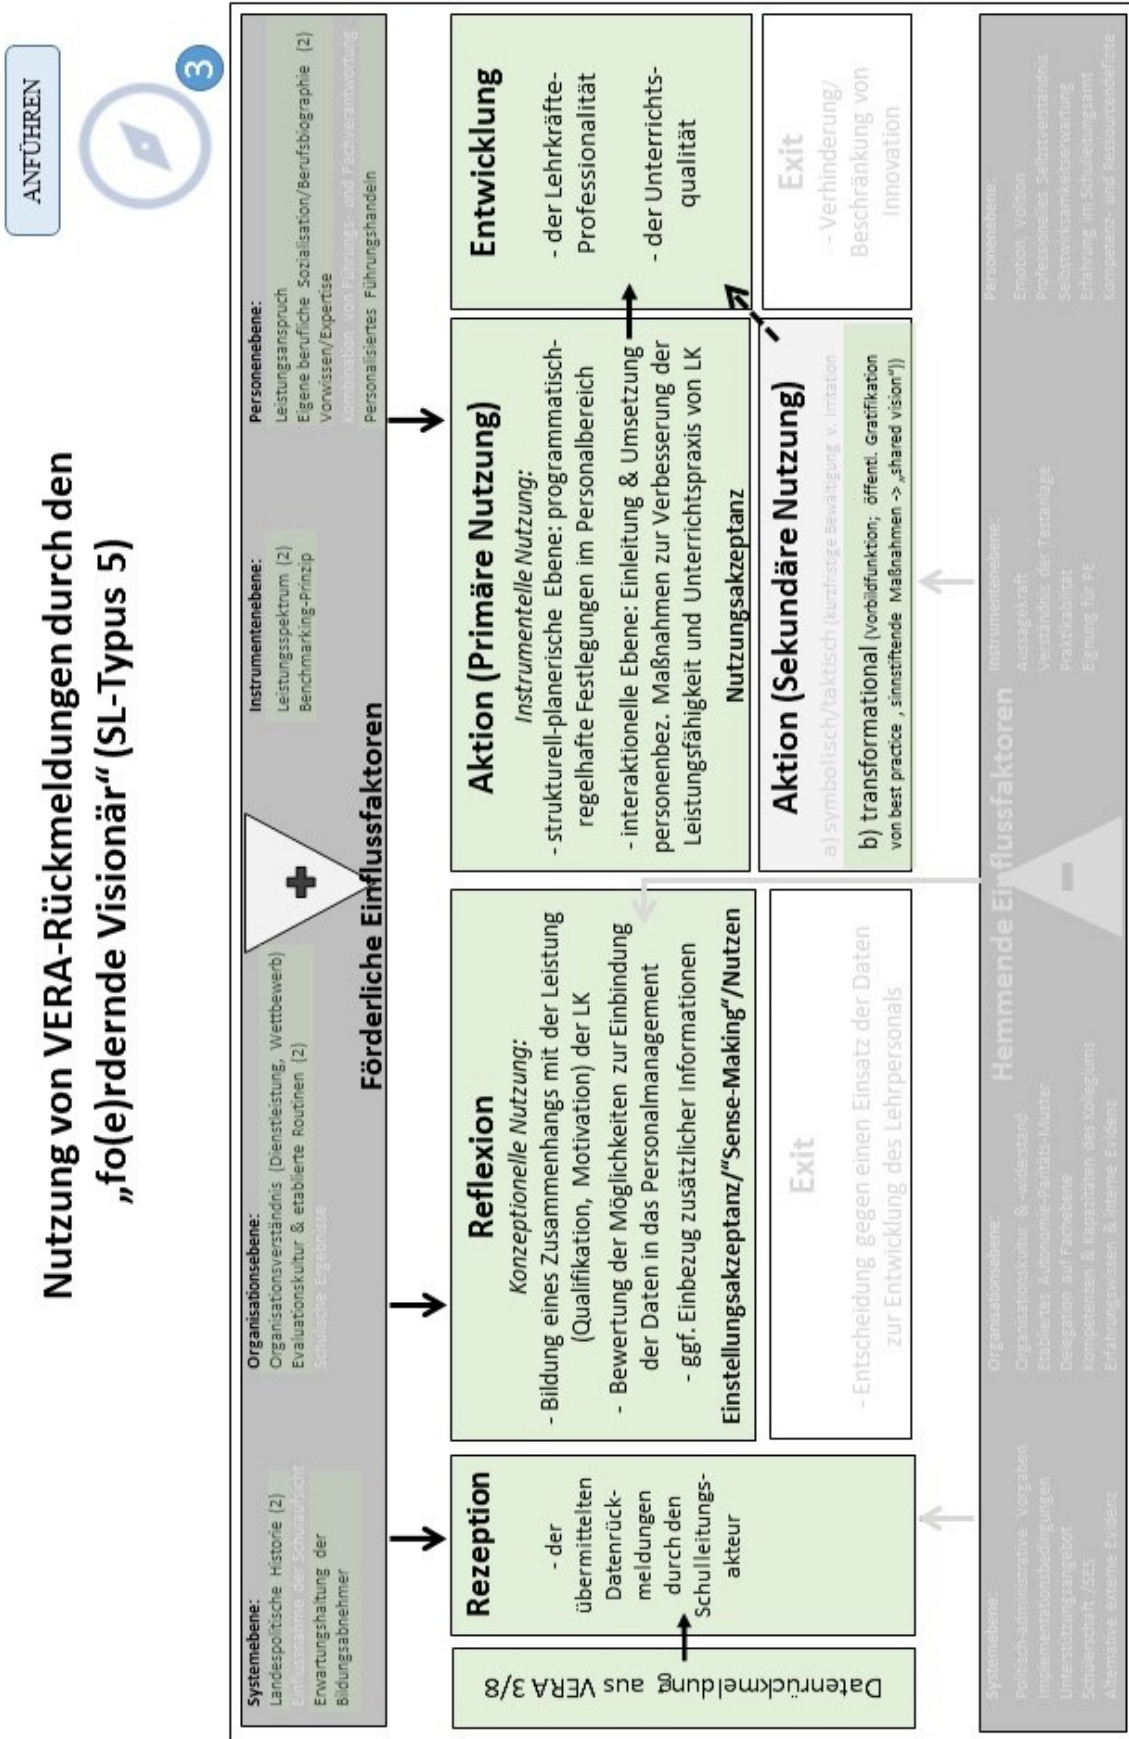 Nutzung von VERA-Rückmeldungen durch den
„fo(e)rdernde Visionär“ (SL-Typus 5)
ANFÜHREN
3
Systemebene:
Landespolitische Historie (2)
Einflussnahme der Schulaufsicht
Erwartungshaltung der
Bildungsabnehmer
Organisationsebene:
Organisationsverständnis (Dienstleistung, Wettbewerb)
Evaluationskultur & etablierte Routinen (2)
Schulische Ergebnisse
Instrumentenebene:
Leistungsspektrum (2)
Benchmarking-Prinzip
Personenebene:
Leistungsanspruch
Eigene berufliche Sozialisation/Berufsbiographie (2)
Vorwissen/Expertise
Kombination von Führungs- und Fachverantwortung
Personalisiertes Führungshandeln
Förderliche Einflussfaktoren
Datenrückmeldung aus VERA 3/8
Rezeption
- der
übermittelten
Datenrück-
meldungen
durch den
Schulleitungs-
akteur
Reflexion
Konzeptionelle Nutzung:
- Bildung eines Zusammenhangs mit der Leistung
(Qualifikation, Motivation) der LK
- Bewertung der Möglichkeiten zur Einbindung
der Daten in das Personalmanagement
- ggf. Einbezug zusätzlicher Informationen
Einstellungsakzeptanz/“Sense-Making“/Nutzen
Exit
- Entscheidung gegen einen Einsatz der Daten
zur Entwicklung des Lehrpersonals
Aktion (Primäre Nutzung)
Instrumentelle Nutzung:
- strukturell-planerische Ebene: programmatisch-
regelhafte Festlegungen im Personalbereich
- interaktionelle Ebene: Einleitung & Umsetzung
personenbez. Maßnahmen zur Verbesserung der
Leistungsfähigkeit und Unterrichtspraxis von LK
Nutzungsakzeptanz
Aktion (Sekundäre Nutzung)
a) symbolisch/taktisch (kurzfristige Bewältigung v. Irritation
b) transformational (Vorbildfunktion; öffentl. Gratifikation
von best practice , sinnstiftende Maßnahmen -> „shared vision“))
Entwicklung
- der Lehrkräfte-
Professionalität
- der Unterrichts-
qualität
Exit
- Verhinderung/
Beschränkung von
Innovation
Hemmende Einflussfaktoren
Systemebene:
Politisch-administrative Vorgaben
Implementationsbedingungen
Unterstützungsangebot
Schülerschaft /SES
Alternative externe Evidenz
Organisationsebene:
Organisationskultur & -widerstand
Etabliertes Autonomie-Paritäts-Muster
Delegation auf Fachebene
Kompetenzen & Kapazitäten des Kollegiums
Erfahrungswissen & interne Evidenz
Instrumentenebene:
Aussagekraft
Verständnis der Testanlage
Praktikabilität
Eignung für PE
Personenebene:
Emotion, Volition
Professionelles Selbstverständnis
Selbstwirksamkeitserwartung
Erfahrung im Schulleitungsamt
Kompetenz- und Ressourcendefizite